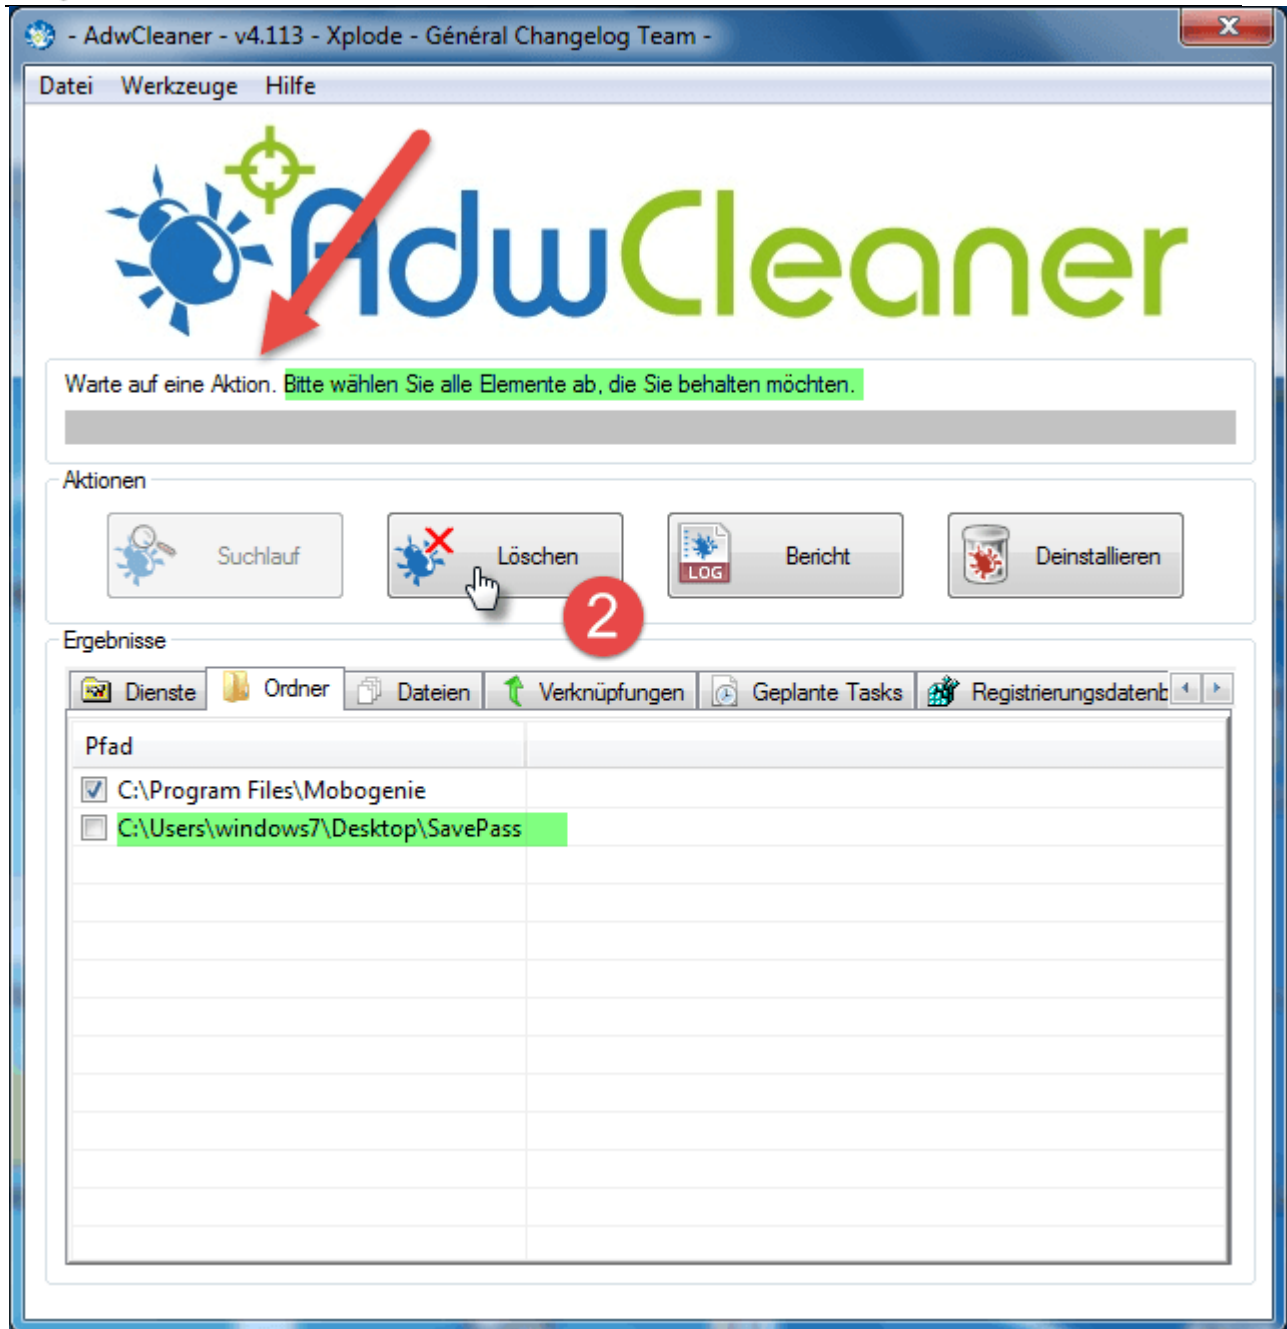 - AdwCleaner - v4.113 - Xplode - Général Changelog Team -
Datei Werkzeuge Hilfe
AdwCleaner
Warte auf eine Aktion. Bitte wählen Sie alle Elemente ab, die Sie behalten möchten.
Aktionen
Suchlauf Löschen LOG Bericht Deinstallieren
2
Ergebnisse
Dienste Ordner Dateien Verknüpfungen Geplante Tasks Registrierungsdatenb
Pfad
C:\Program Files\Mobogenie
C:\Users\windows7\Desktop\SavePass